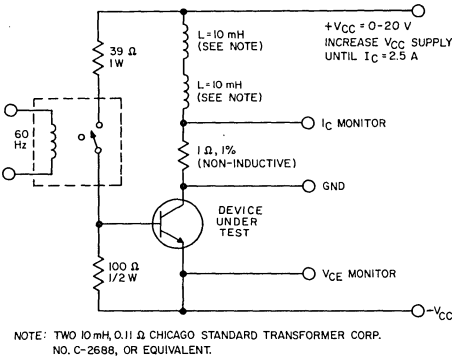 +VCC = 0-20 V
INCREASE VCC SUPPLY
UNTIL IC = 2.5 A
39 Ω
1W
L = 10 mH
(SEE NOTE)
L = 10 mH
(SEE NOTE)
60
Hz
IC MONITOR
1 Ω, 1%
(NON-INDUCTIVE)
GND
DEVICE
UNDER
TEST
100 Ω
1/2 W
VCE MONITOR
-VCC
NOTE: TWO 10 mH, 0.11 Ω CHICAGO STANDARD TRANSFORMER CORP.
NO. C-2688, OR EQUIVALENT.